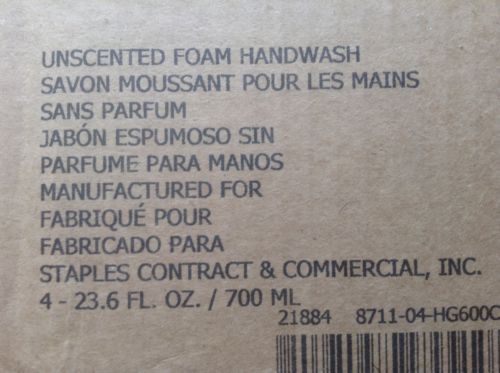 UNSCENTED FOAM HANDWASH
SAVON MOUSSANT POUR LES MAINS
SANS PARFUM
JABÓN ESPUMOSO SIN
PARFUME PARA MANOS
MANUFACTURED FOR
FABRIQUÉ POUR
FABRICADO PARA
STAPLES CONTRACT & COMMERCIAL, INC.
4 - 23.6 FL. OZ. / 700 ML
21884 8711-04-HG600C